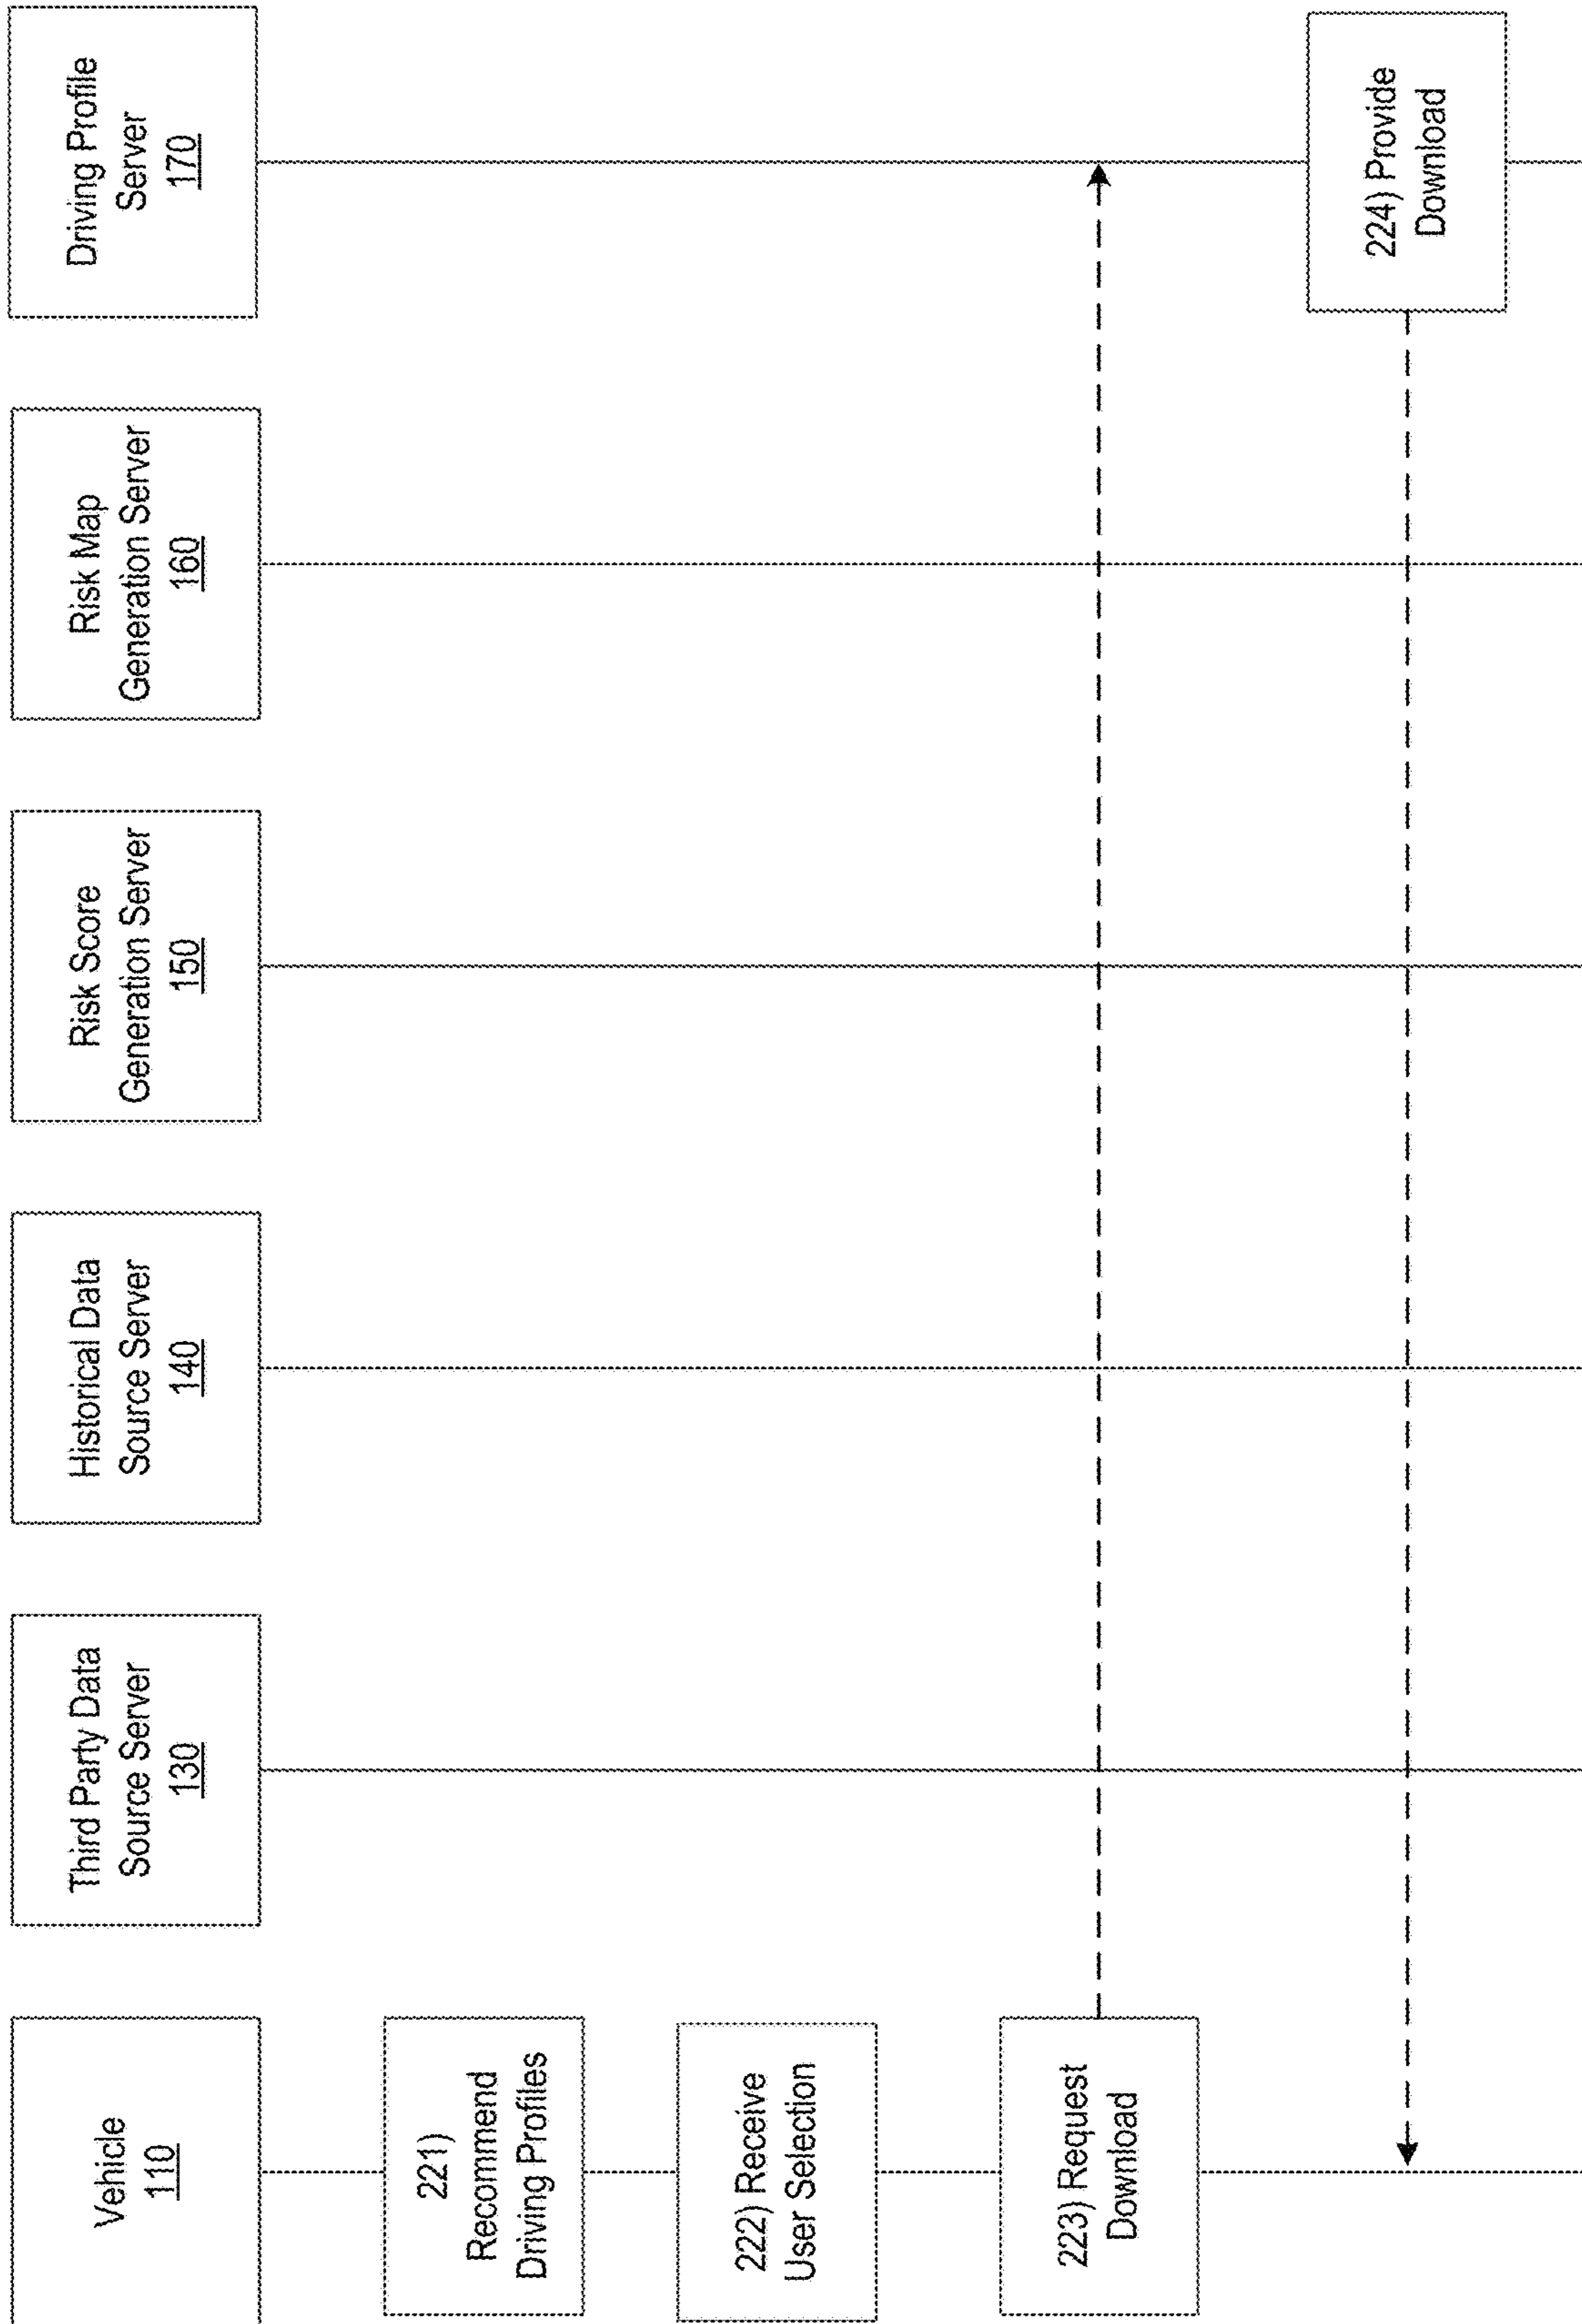 Vehicle
110
Third Party Data
Source Server
130
Historical Data
Source Server
140
Risk Score
Generation Server
150
Risk Map
Generation Server
160
Driving Profile
Server
170
221)
Recommend
Driving Profiles
222) Receive
User Selection
223) Request
Download
224) Provide
Download